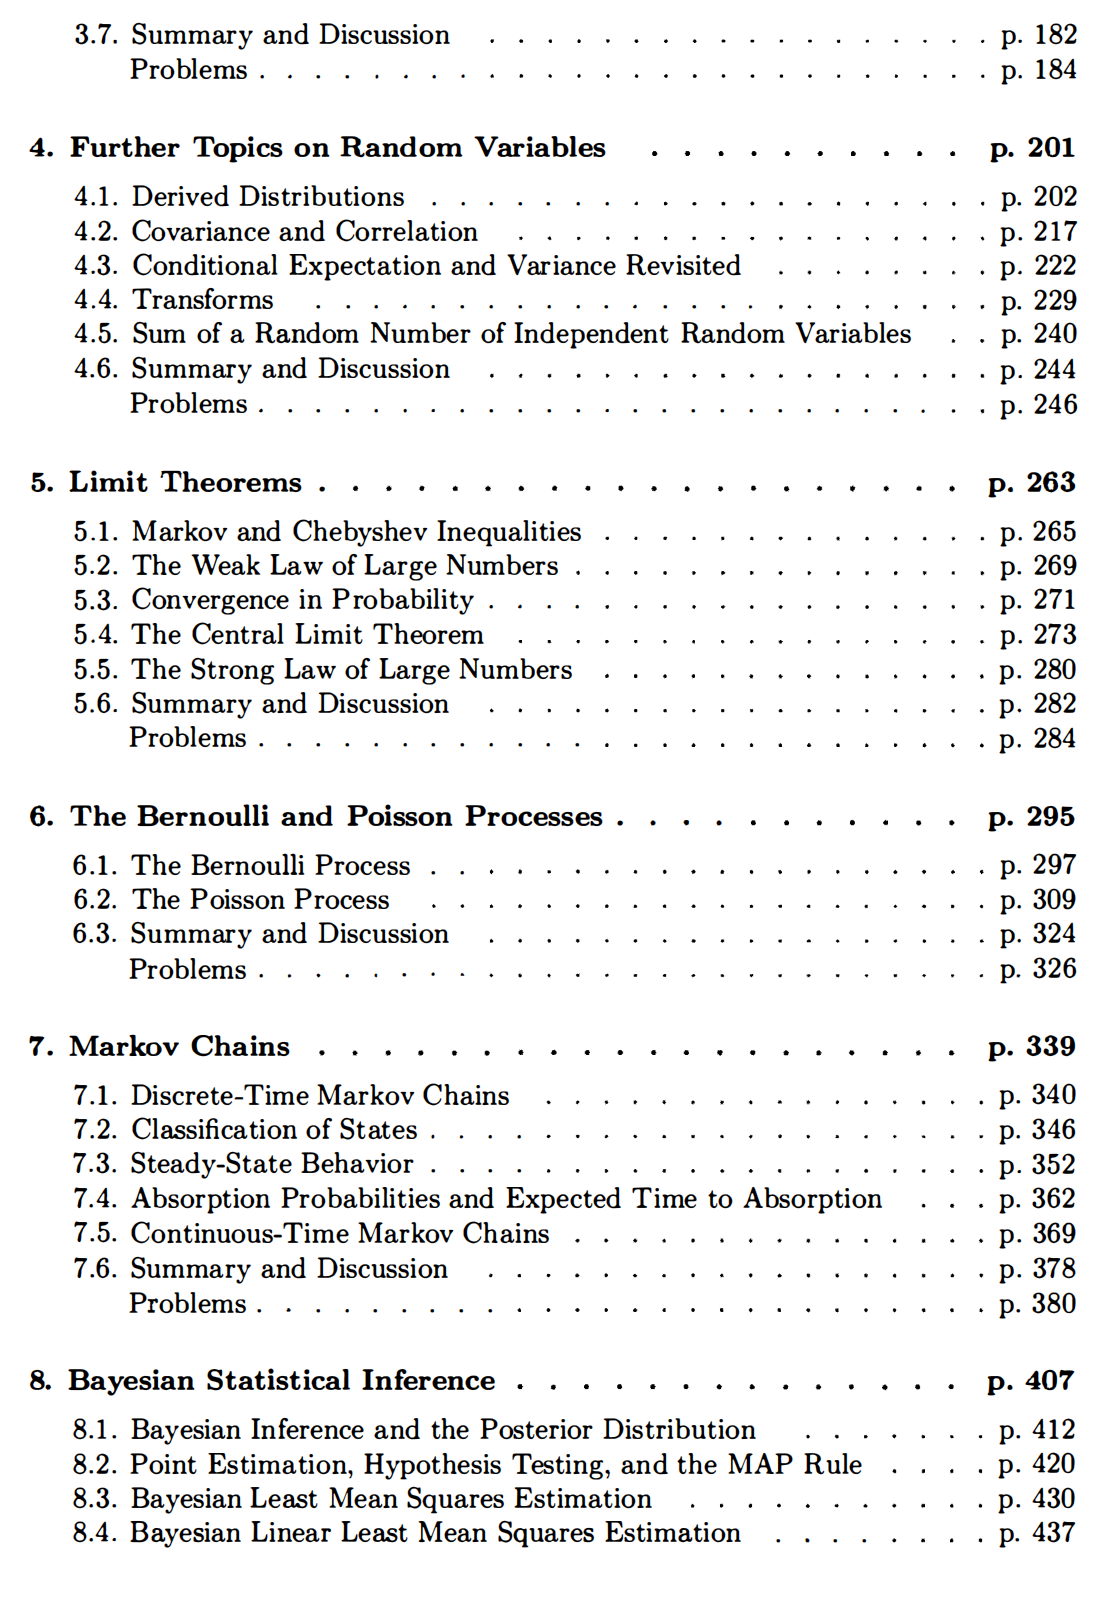 3.7. Summary and Discussion . . . . . . . . . . . . . . . . . . p. 182
Problems . . . . . . . . . . . . . . . . . . . . . . . . . . p. 184
4. Further Topics on Random Variables . . . . . . . . . . p. 201
4.1. Derived Distributions . . . . . . . . . . . . . . . . . . . . p. 202
4.2. Covariance and Correlation . . . . . . . . . . . . . . . . . p. 217
4.3. Conditional Expectation and Variance Revisited . . . . . . . . p. 222
4.4. Transforms . . . . . . . . . . . . . . . . . . . . . . . . p. 229
4.5. Sum of a Random Number of Independent Random Variables . . p. 240
4.6. Summary and Discussion . . . . . . . . . . . . . . . . . . p. 244
Problems . . . . . . . . . . . . . . . . . . . . . . . . . . p. 246
5. Limit Theorems . . . . . . . . . . . . . . . . . . . . p. 263
5.1. Markov and Chebyshev Inequalities . . . . . . . . . . . . . . p. 265
5.2. The Weak Law of Large Numbers . . . . . . . . . . . . . . . p. 269
5.3. Convergence in Probability . . . . . . . . . . . . . . . . . . p. 271
5.4. The Central Limit Theorem . . . . . . . . . . . . . . . . . p. 273
5.5. The Strong Law of Large Numbers . . . . . . . . . . . . . . p. 280
5.6. Summary and Discussion . . . . . . . . . . . . . . . . . . p. 282
Problems . . . . . . . . . . . . . . . . . . . . . . . . . . p. 284
6. The Bernoulli and Poisson Processes . . . . . . . . . . . p. 295
6.1. The Bernoulli Process . . . . . . . . . . . . . . . . . . . . p. 297
6.2. The Poisson Process . . . . . . . . . . . . . . . . . . . . p. 309
6.3. Summary and Discussion . . . . . . . . . . . . . . . . . . p. 324
Problems . . . . . . . . . . . . . . . . . . . . . . . . . . p. 326
7. Markov Chains . . . . . . . . . . . . . . . . . . . . p. 339
7.1. Discrete-Time Markov Chains . . . . . . . . . . . . . . . . p. 340
7.2. Classification of States . . . . . . . . . . . . . . . . . . . . p. 346
7.3. Steady-State Behavior . . . . . . . . . . . . . . . . . . . . p. 352
7.4. Absorption Probabilities and Expected Time to Absorption . . . p. 362
7.5. Continuous-Time Markov Chains . . . . . . . . . . . . . . . p. 369
7.6. Summary and Discussion . . . . . . . . . . . . . . . . . . p. 378
Problems . . . . . . . . . . . . . . . . . . . . . . . . . . p. 380
8. Bayesian Statistical Inference . . . . . . . . . . . . . . p. 407
8.1. Bayesian Inference and the Posterior Distribution . . . . . . . p. 412
8.2. Point Estimation, Hypothesis Testing, and the MAP Rule . . . . p. 420
8.3. Bayesian Least Mean Squares Estimation . . . . . . . . . . . p. 430
8.4. Bayesian Linear Least Mean Squares Estimation . . . . . . . . p. 437